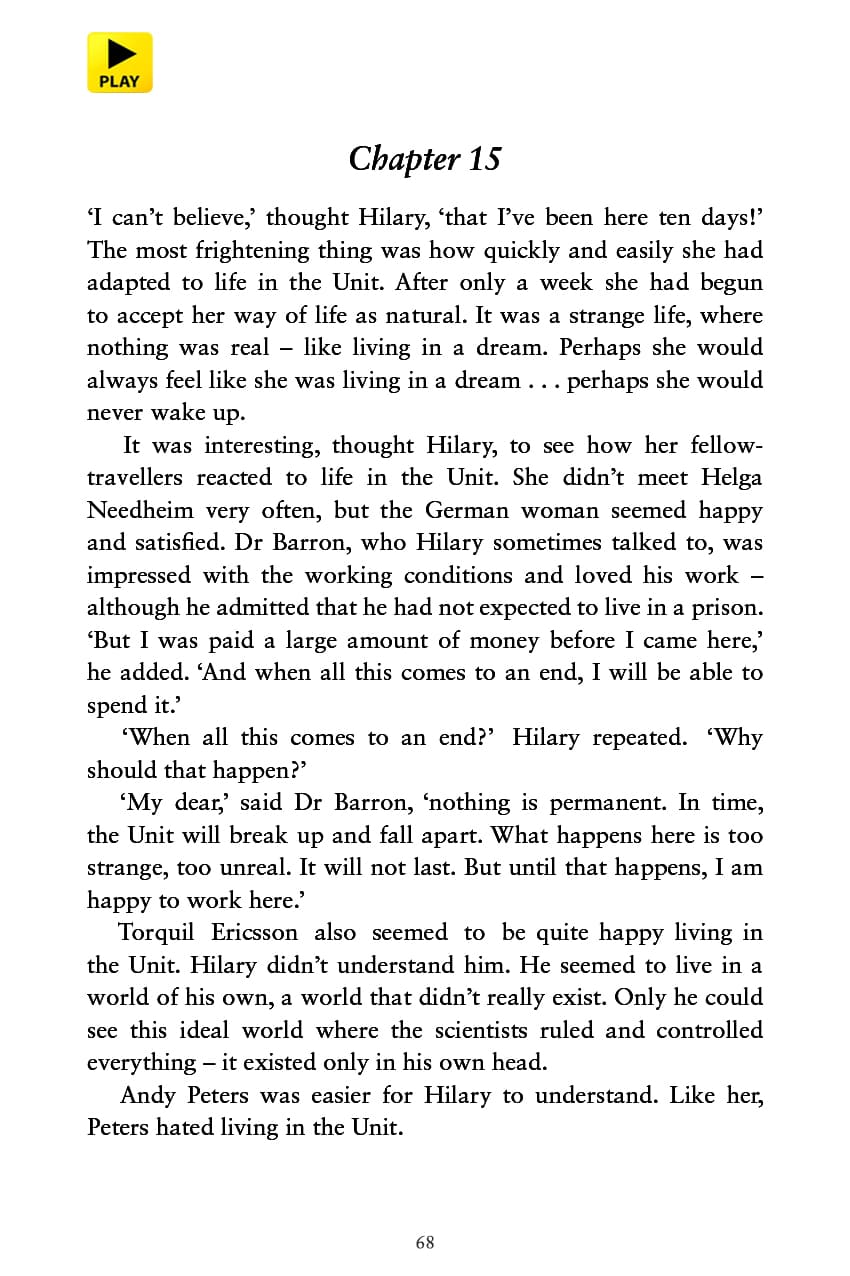 PLAY
Chapter 15
‘I can’t believe,’ thought Hilary, ‘that I’ve been here ten days!’
The most frightening thing was how quickly and easily she had
adapted to life in the Unit. After only a week she had begun
to accept her way of life as natural. It was a strange life, where
nothing was real – like living in a dream. Perhaps she would
always feel like she was living in a dream . . . perhaps she would
never wake up.
It was interesting, thought Hilary, to see how her fellow-
travellers reacted to life in the Unit. She didn’t meet Helga
Needheim very often, but the German woman seemed happy
and satisfied. Dr Barron, who Hilary sometimes talked to, was
impressed with the working conditions and loved his work –
although he admitted that he had not expected to live in a prison.
‘But I was paid a large amount of money before I came here,’
he added. ‘And when all this comes to an end, I will be able to
spend it.’
‘When all this comes to an end?’ Hilary repeated. ‘Why
should that happen?’
‘My dear,’ said Dr Barron, ‘nothing is permanent. In time,
the Unit will break up and fall apart. What happens here is too
strange, too unreal. It will not last. But until that happens, I am
happy to work here.’
Torquil Ericsson also seemed to be quite happy living in
the Unit. Hilary didn’t understand him. He seemed to live in a
world of his own, a world that didn’t really exist. Only he could
see this ideal world where the scientists ruled and controlled
everything – it existed only in his own head.
Andy Peters was easier for Hilary to understand. Like her,
Peters hated living in the Unit.
68